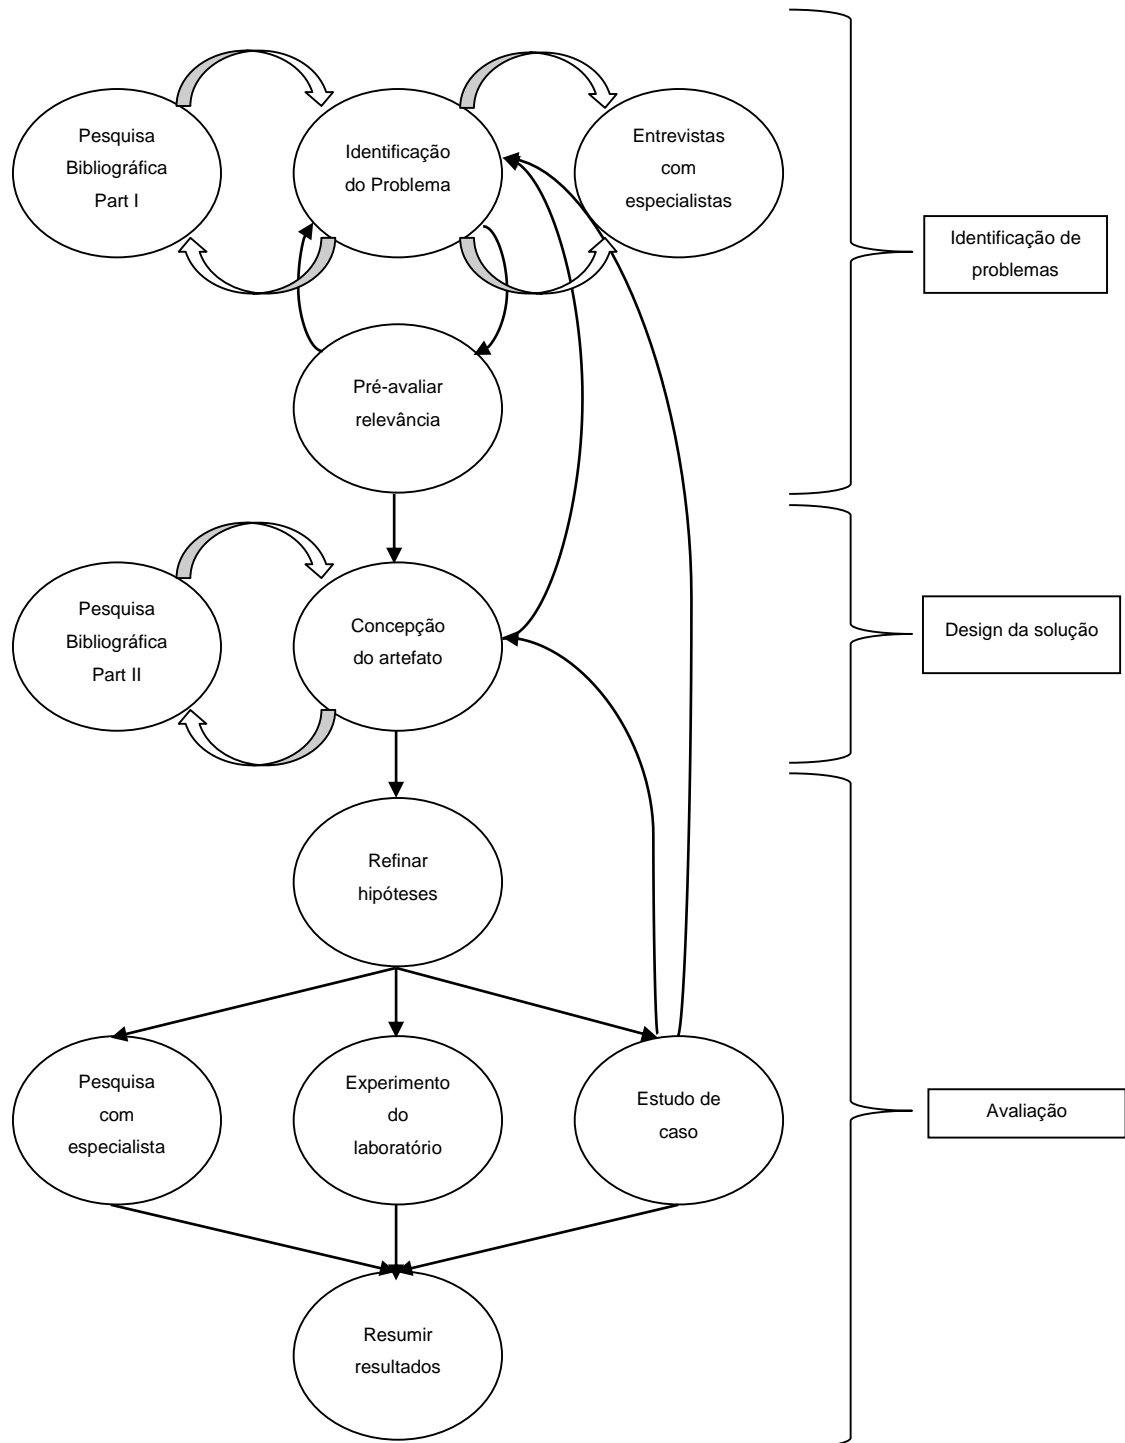 Pesquisa
Bibliográfica
Part I
Identificação
do Problema
Entrevistas
com
especialistas
Identificação de
problemas
Pré-avaliar
relevância
Pesquisa
Bibliográfica
Part II
Concepção
do artefato
Design da solução
Refinar
hipóteses
Pesquisa
com
especialista
Experimento
do
laboratório
Estudo de
caso
Avaliação
Resumir
resultados